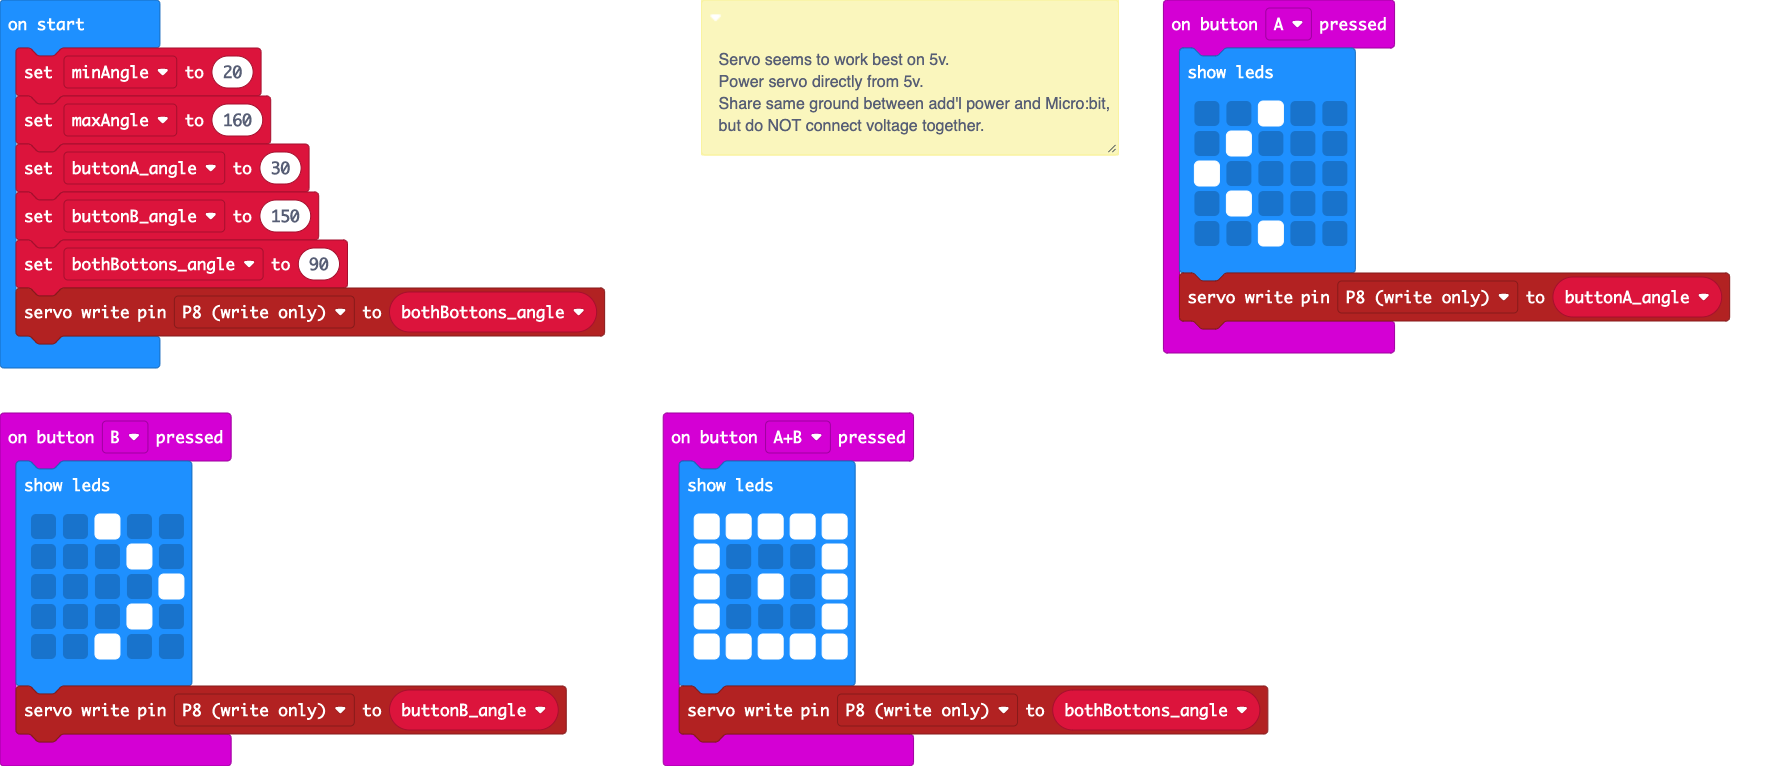 on start
set minAngle to 20
set maxAngle to 160
set buttonA_angle to 30
set buttonB_angle to 150
set bothBottons_angle to 90
servo write pin P8 (write only) to bothBottons_angle
Servo seems to work best on 5v.
Power servo directly from 5v.
Share same ground between add'l power and Micro:bit,
but do NOT connect voltage together.
on button A pressed
show leds
servo write pin P8 (write only) to buttonA_angle
on button B pressed
show leds
servo write pin P8 (write only) to buttonB_angle
on button A+B pressed
show leds
servo write pin P8 (write only) to bothBottons_angle